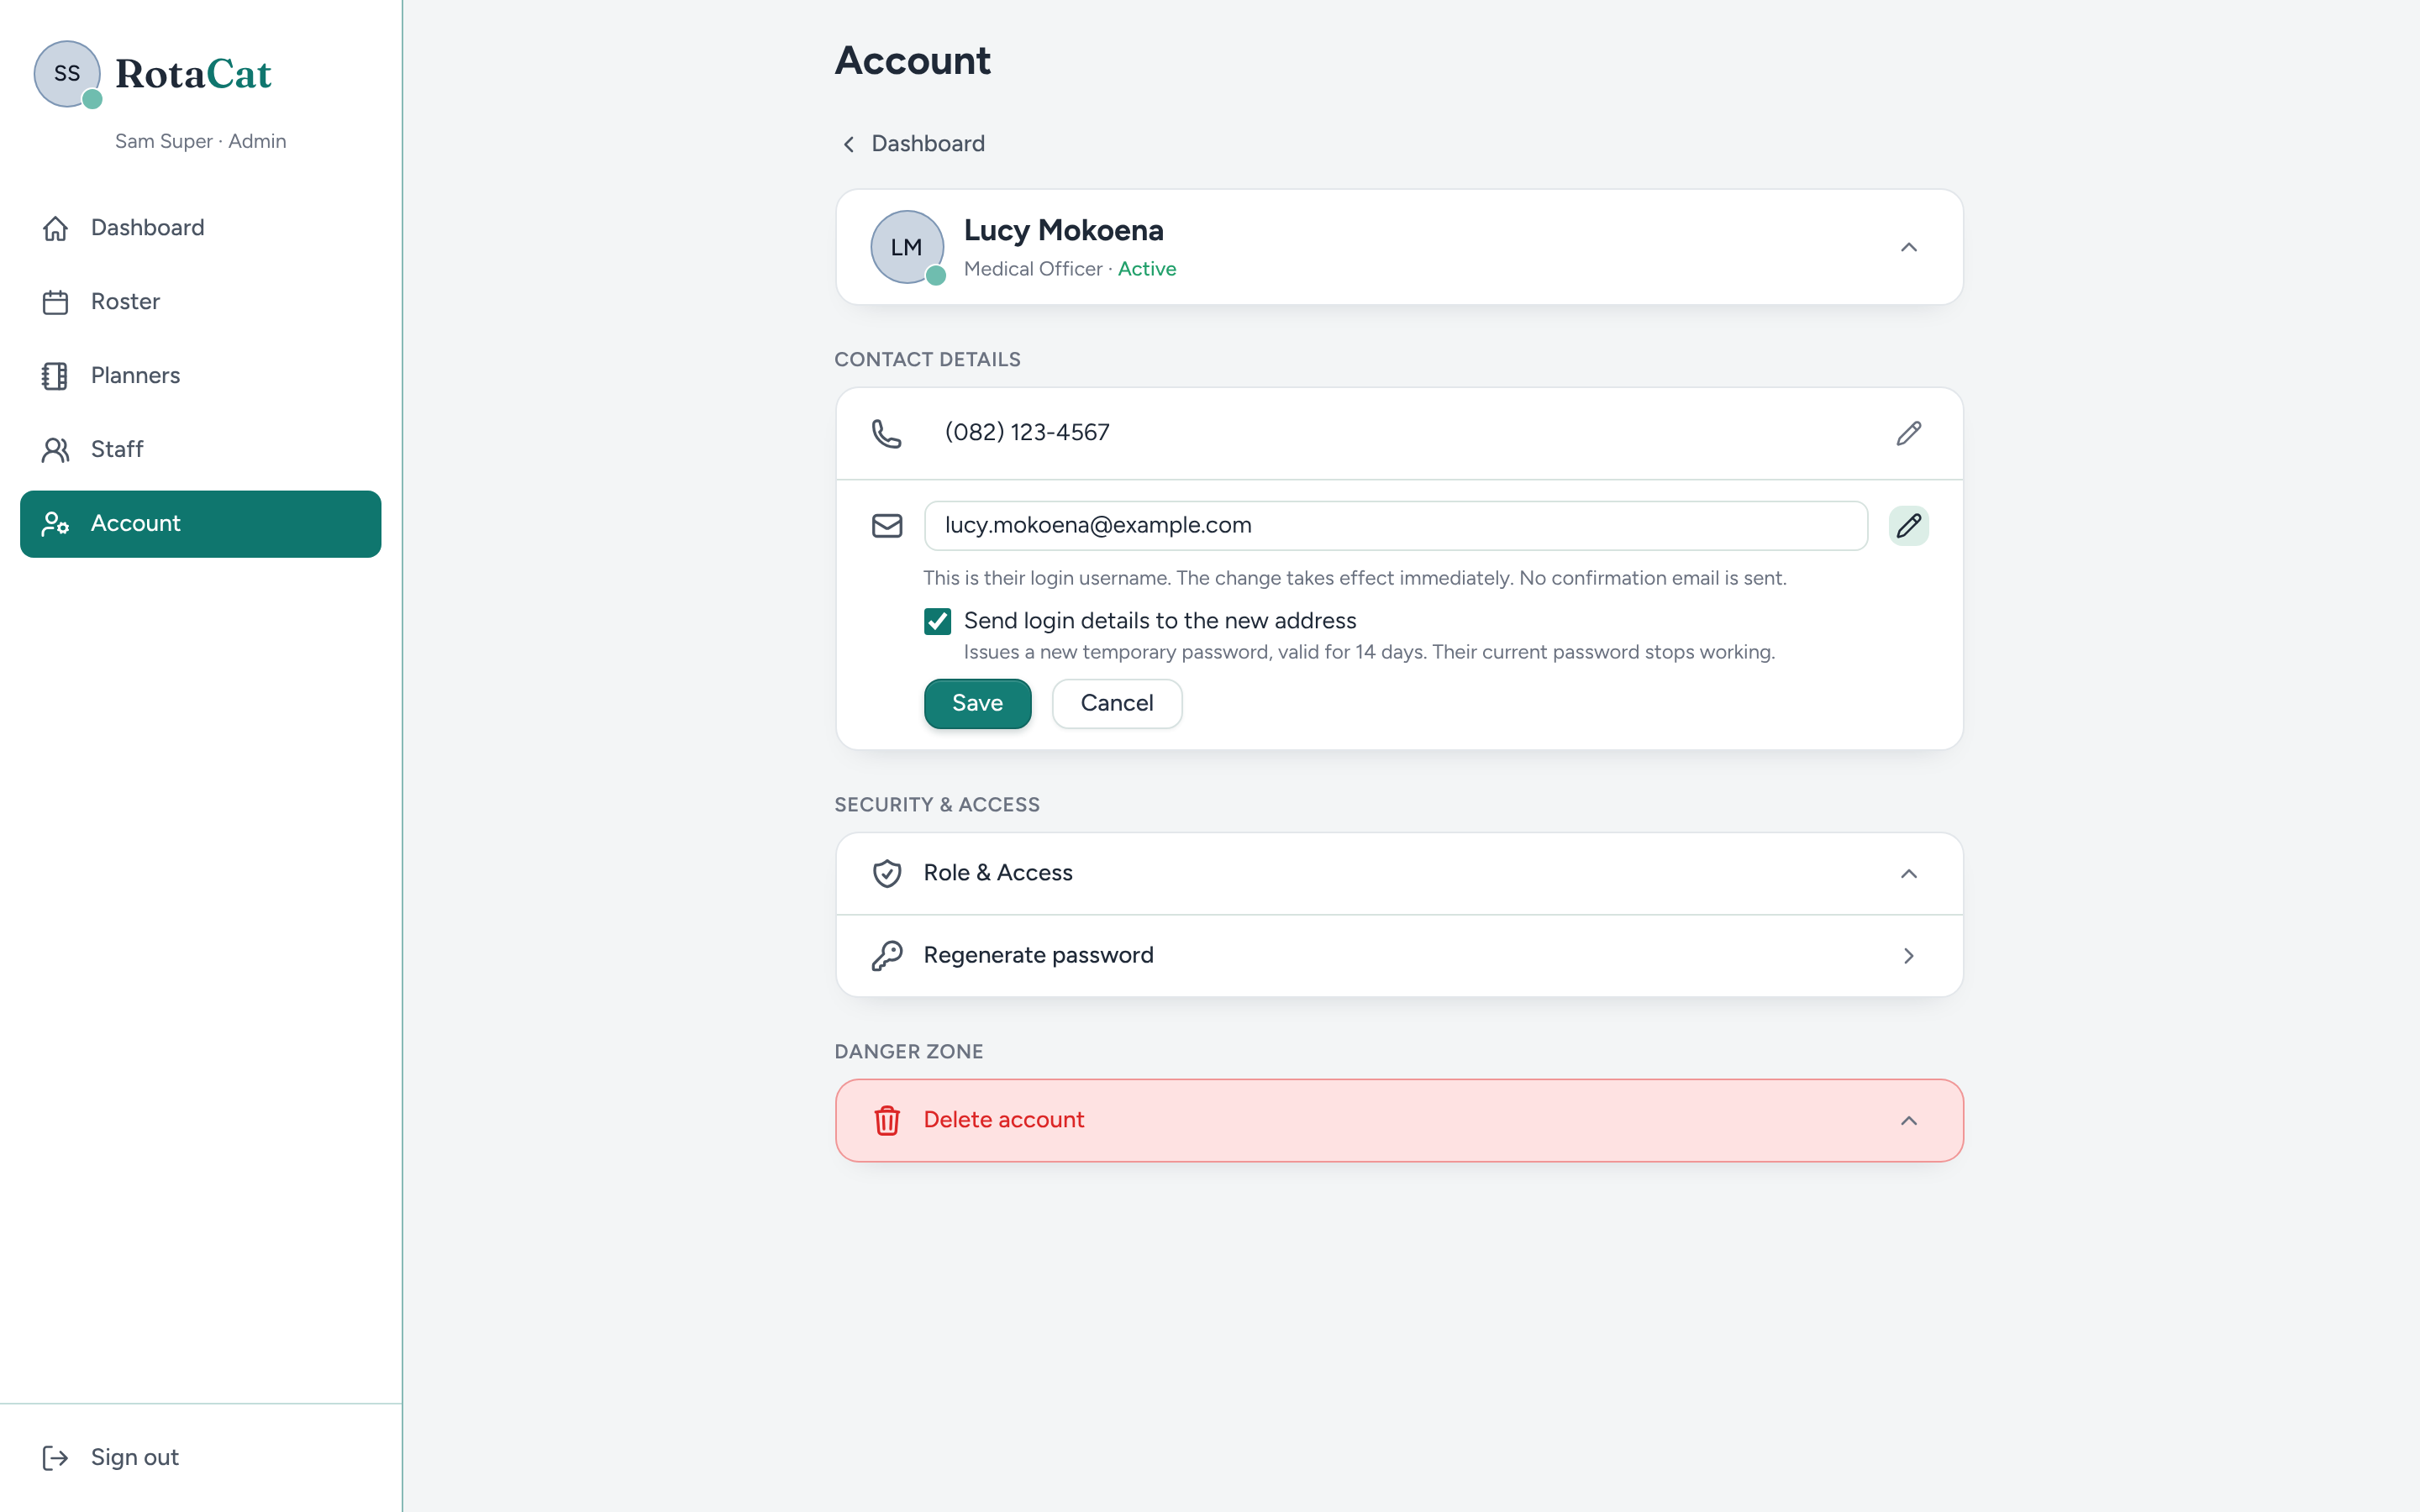 SS
RotaCat
Sam Super · Admin
Dashboard
Roster
Planners
Staff
Account
Sign out
Account
Dashboard
LM
Lucy Mokoena
Medical Officer · Active
CONTACT DETAILS
(082) 123-4567
lucy.mokoena@example.com
This is their login username. The change takes effect immediately. No confirmation email is sent.
Send login details to the new address
Issues a new temporary password, valid for 14 days. Their current password stops working.
Save
Cancel
SECURITY & ACCESS
Role & Access
Regenerate password
DANGER ZONE
Delete account